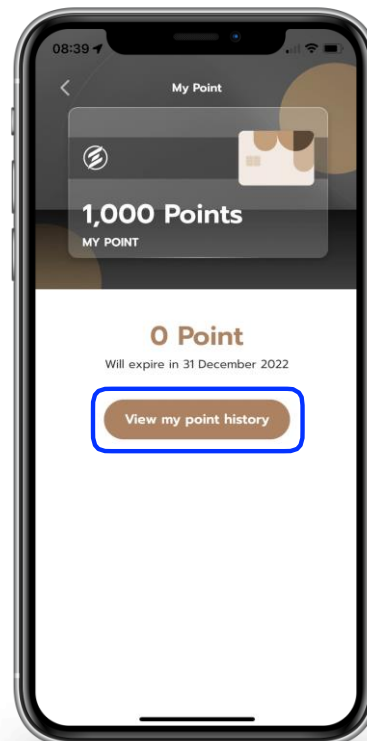 08:39
My Point
1,000 Points
MY POINT
0 Point
Will expire in 31 December 2022
View my point history